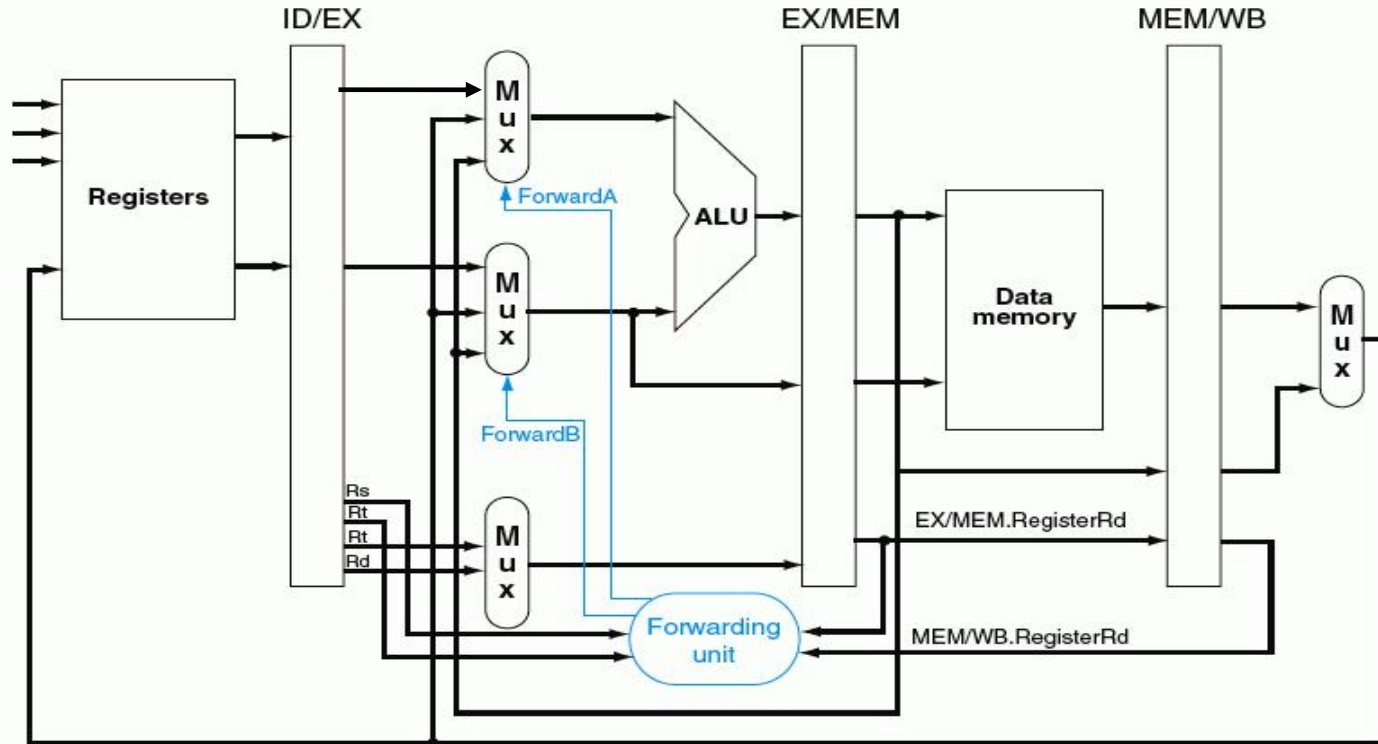 ID/EX
EX/MEM
MEM/WB
M
u
x
Registers
ForwardA
ALU
M
u
x
Data
memory
M
u
x
ForwardB
Rs
Rt
Rt
Rd
M
u
x
EX/MEM.RegisterRd
Forwarding
unit
MEM/WB.RegisterRd